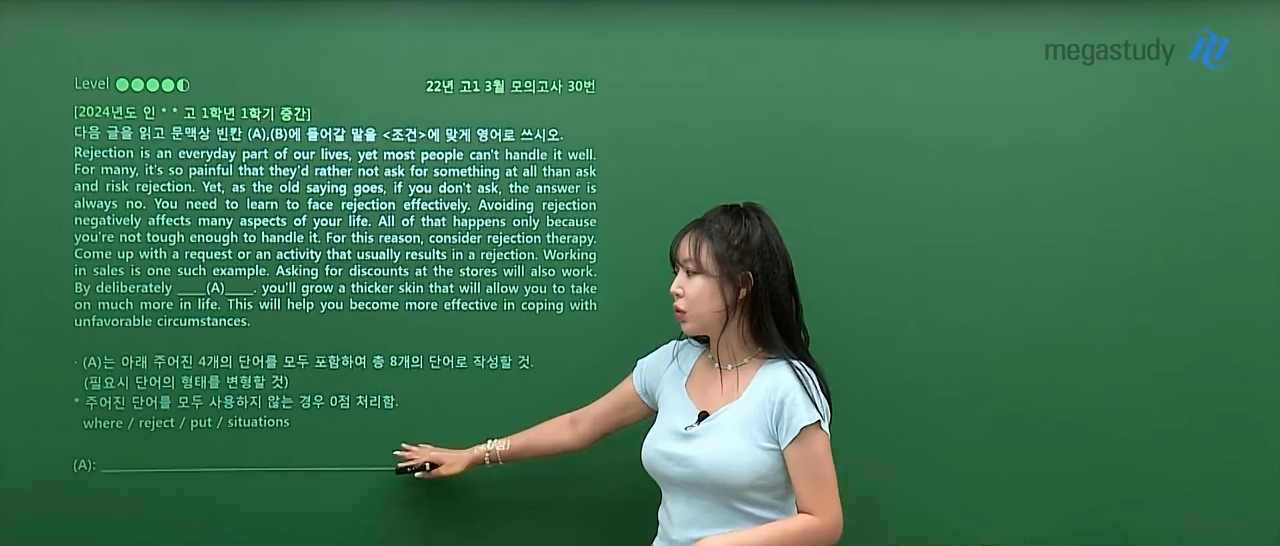 megastudy
Level
22년 고1 3월 모의고사 30번
[2024년도 인 * * 고 1학년 1학기 중간]
다음 글을 읽고 문맥상 빈칸 (A),(B)에 들어갈 말을 <조건>에 맞게 영어로 쓰시오.
Rejection is an everyday part of our lives, yet most people can't handle it well.
For many, it's so painful that they'd rather not ask for something at all than ask
and risk rejection. Yet, as the old saying goes, if you don't ask, the answer is
always no. You need to learn to face rejection effectively. Avoiding rejection
negatively affects many aspects of your life. All of that happens only because
you're not tough enough to handle it. For this reason, consider rejection therapy.
Come up with a request or an activity that usually results in a rejection. Working
in sales is one such example. Asking for discounts at the stores will also work.
By deliberately ____(A)____. you'll grow a thicker skin that will allow you to take
on much more in life. This will help you become more effective in coping with
unfavorable circumstances.
· (A)는 아래 주어진 4개의 단어를 모두 포함하여 총 8개의 단어로 작성할 것.
(필요시 단어의 형태를 변형할 것)
* 주어진 단어를 모두 사용하지 않는 경우 0점 처리함.
where / reject / put / situations
(A): ____________________